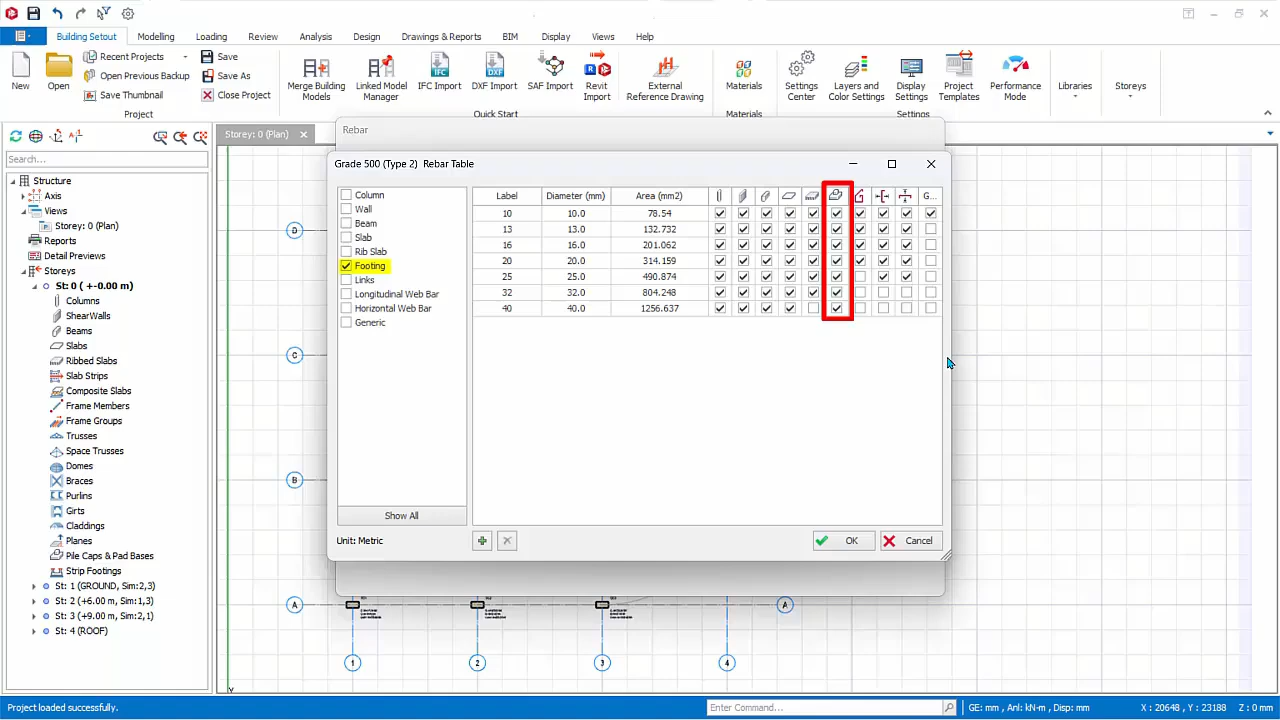 Building Setout Modelling Loading Review Analysis Design Drawings & Reports BIM Display Views Help
New
Open
Recent Projects
Open Previous Backup
Save Thumbnail
Save
Save As
Close Project
Project
Merge Building
Models
Linked Model
Manager
IFC Import
DXF Import
SAF Import
Revit
Import
Quick Start
External
Reference Drawing
Materials
Materials
Settings
Center
Layers and
Color Settings
Display
Settings
Project
Templates
Performance
Mode
Settings
Libraries
Storeys
Storey: 0 (Plan)
Search...
Structure
Axis
Views
Storey: 0 (Plan)
Reports
Detail Previews
Storeys
St: 0 ( +-0.00 m)
Columns
ShearWalls
Beams
Slabs
Ribbed Slabs
Slab Strips
Composite Slabs
Frame Members
Frame Groups
Trusses
Space Trusses
Domes
Braces
Purlins
Girts
Claddings
Planes
Pile Caps & Pad Bases
Strip Footings
St: 1 (GROUND, Sim:2,3)
St: 2 (+6.00 m, Sim:1,3)
St: 3 (+9.00 m, Sim:2,1)
St: 4 (ROOF)
Rebar
Grade 500 (Type 2) Rebar Table
Column
Wall
Beam
Slab
Rib Slab
Footing
Links
Longitudinal Web Bar
Horizontal Web Bar
Generic
Show All
Unit: Metric
Label Diameter (mm) Area (mm2) G...
10 10.0 78.54
13 13.0 132.732
16 16.0 201.062
20 20.0 314.159
25 25.0 490.874
32 32.0 804.248
40 40.0 1256.637
OK
Cancel
D
C
B
A
A
1
2
3
4
Y
Project loaded successfully.
Enter Command...
GE: mm , Anl: kN-m , Disp: mm
X : 20648 , Y : 23188 , Z : 0 mm